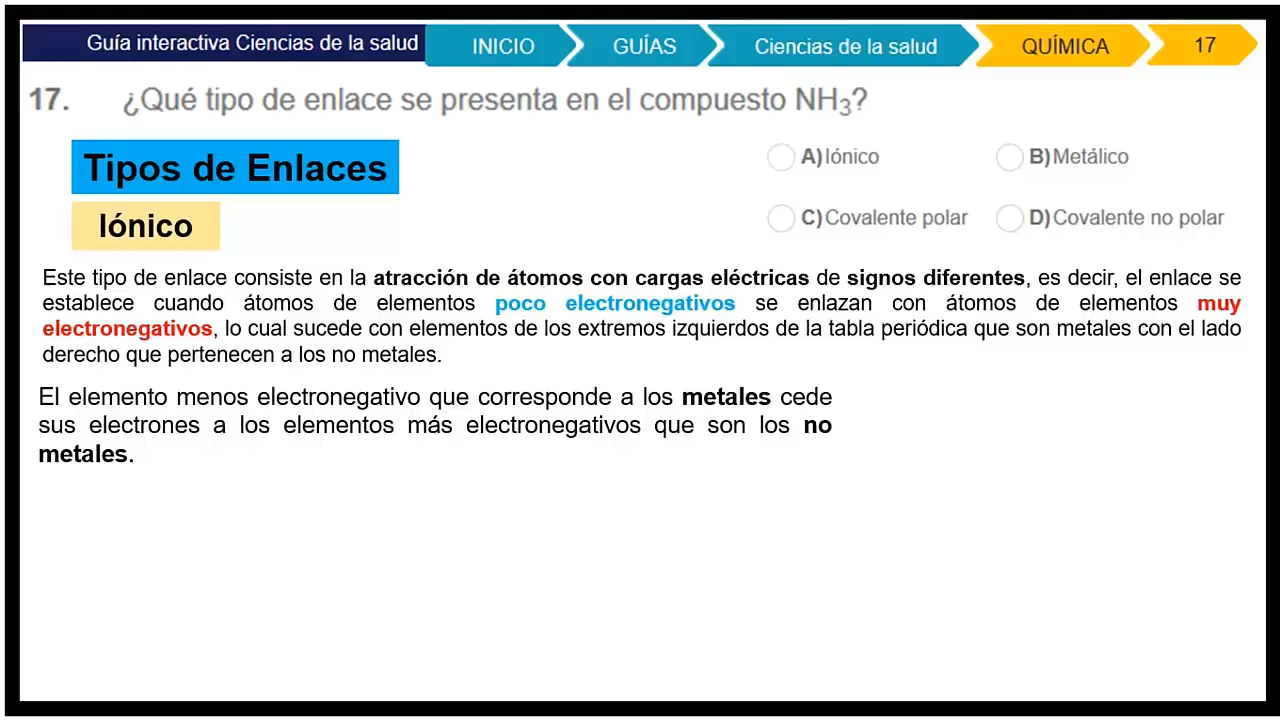 Guía interactiva Ciencias de la salud INICIO GUÍAS Ciencias de la salud QUÍMICA 17
17. ¿Qué tipo de enlace se presenta en el compuesto NH₃?
Tipos de Enlaces
A) Iónico B) Metálico
C) Covalente polar D) Covalente no polar
Iónico
Este tipo de enlace consiste en la atracción de átomos con cargas eléctricas de signos diferentes, es decir, el enlace se
establece cuando átomos de elementos poco electronegativos se enlazan con átomos de elementos muy
electronegativos, lo cual sucede con elementos de los extremos izquierdos de la tabla periódica que son metales con el lado
derecho que pertenecen a los no metales.
El elemento menos electronegativo que corresponde a los metales cede
sus electrones a los elementos más electronegativos que son los no
metales.